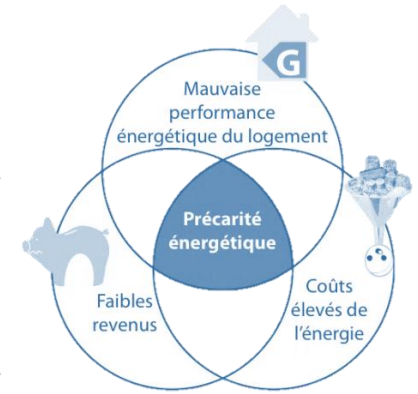 G
Mauvaise
performance
énergétique du logement
Précarité
énergétique
Faibles
revenus
Coûts
élevés de
l'énergie